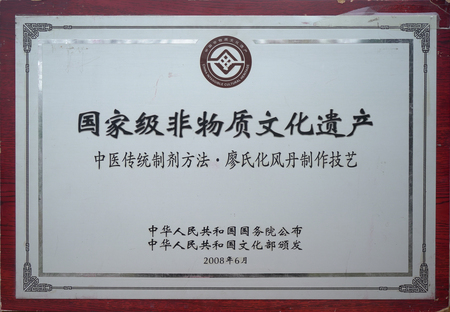 国家级非物质文化遗产
中医传统制剂方法·廖氏化风丹制作技艺
中华人民共和国国务院公布
中华人民共和国文化部颁发
2008年6月